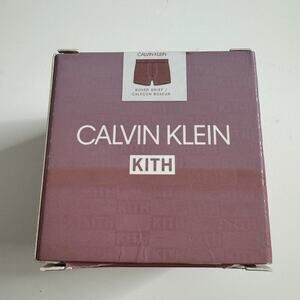 CALVIN KLEIN
BOXER BRIEF /
CALEÇON BOXEUR
CALVIN KLEIN
KITH